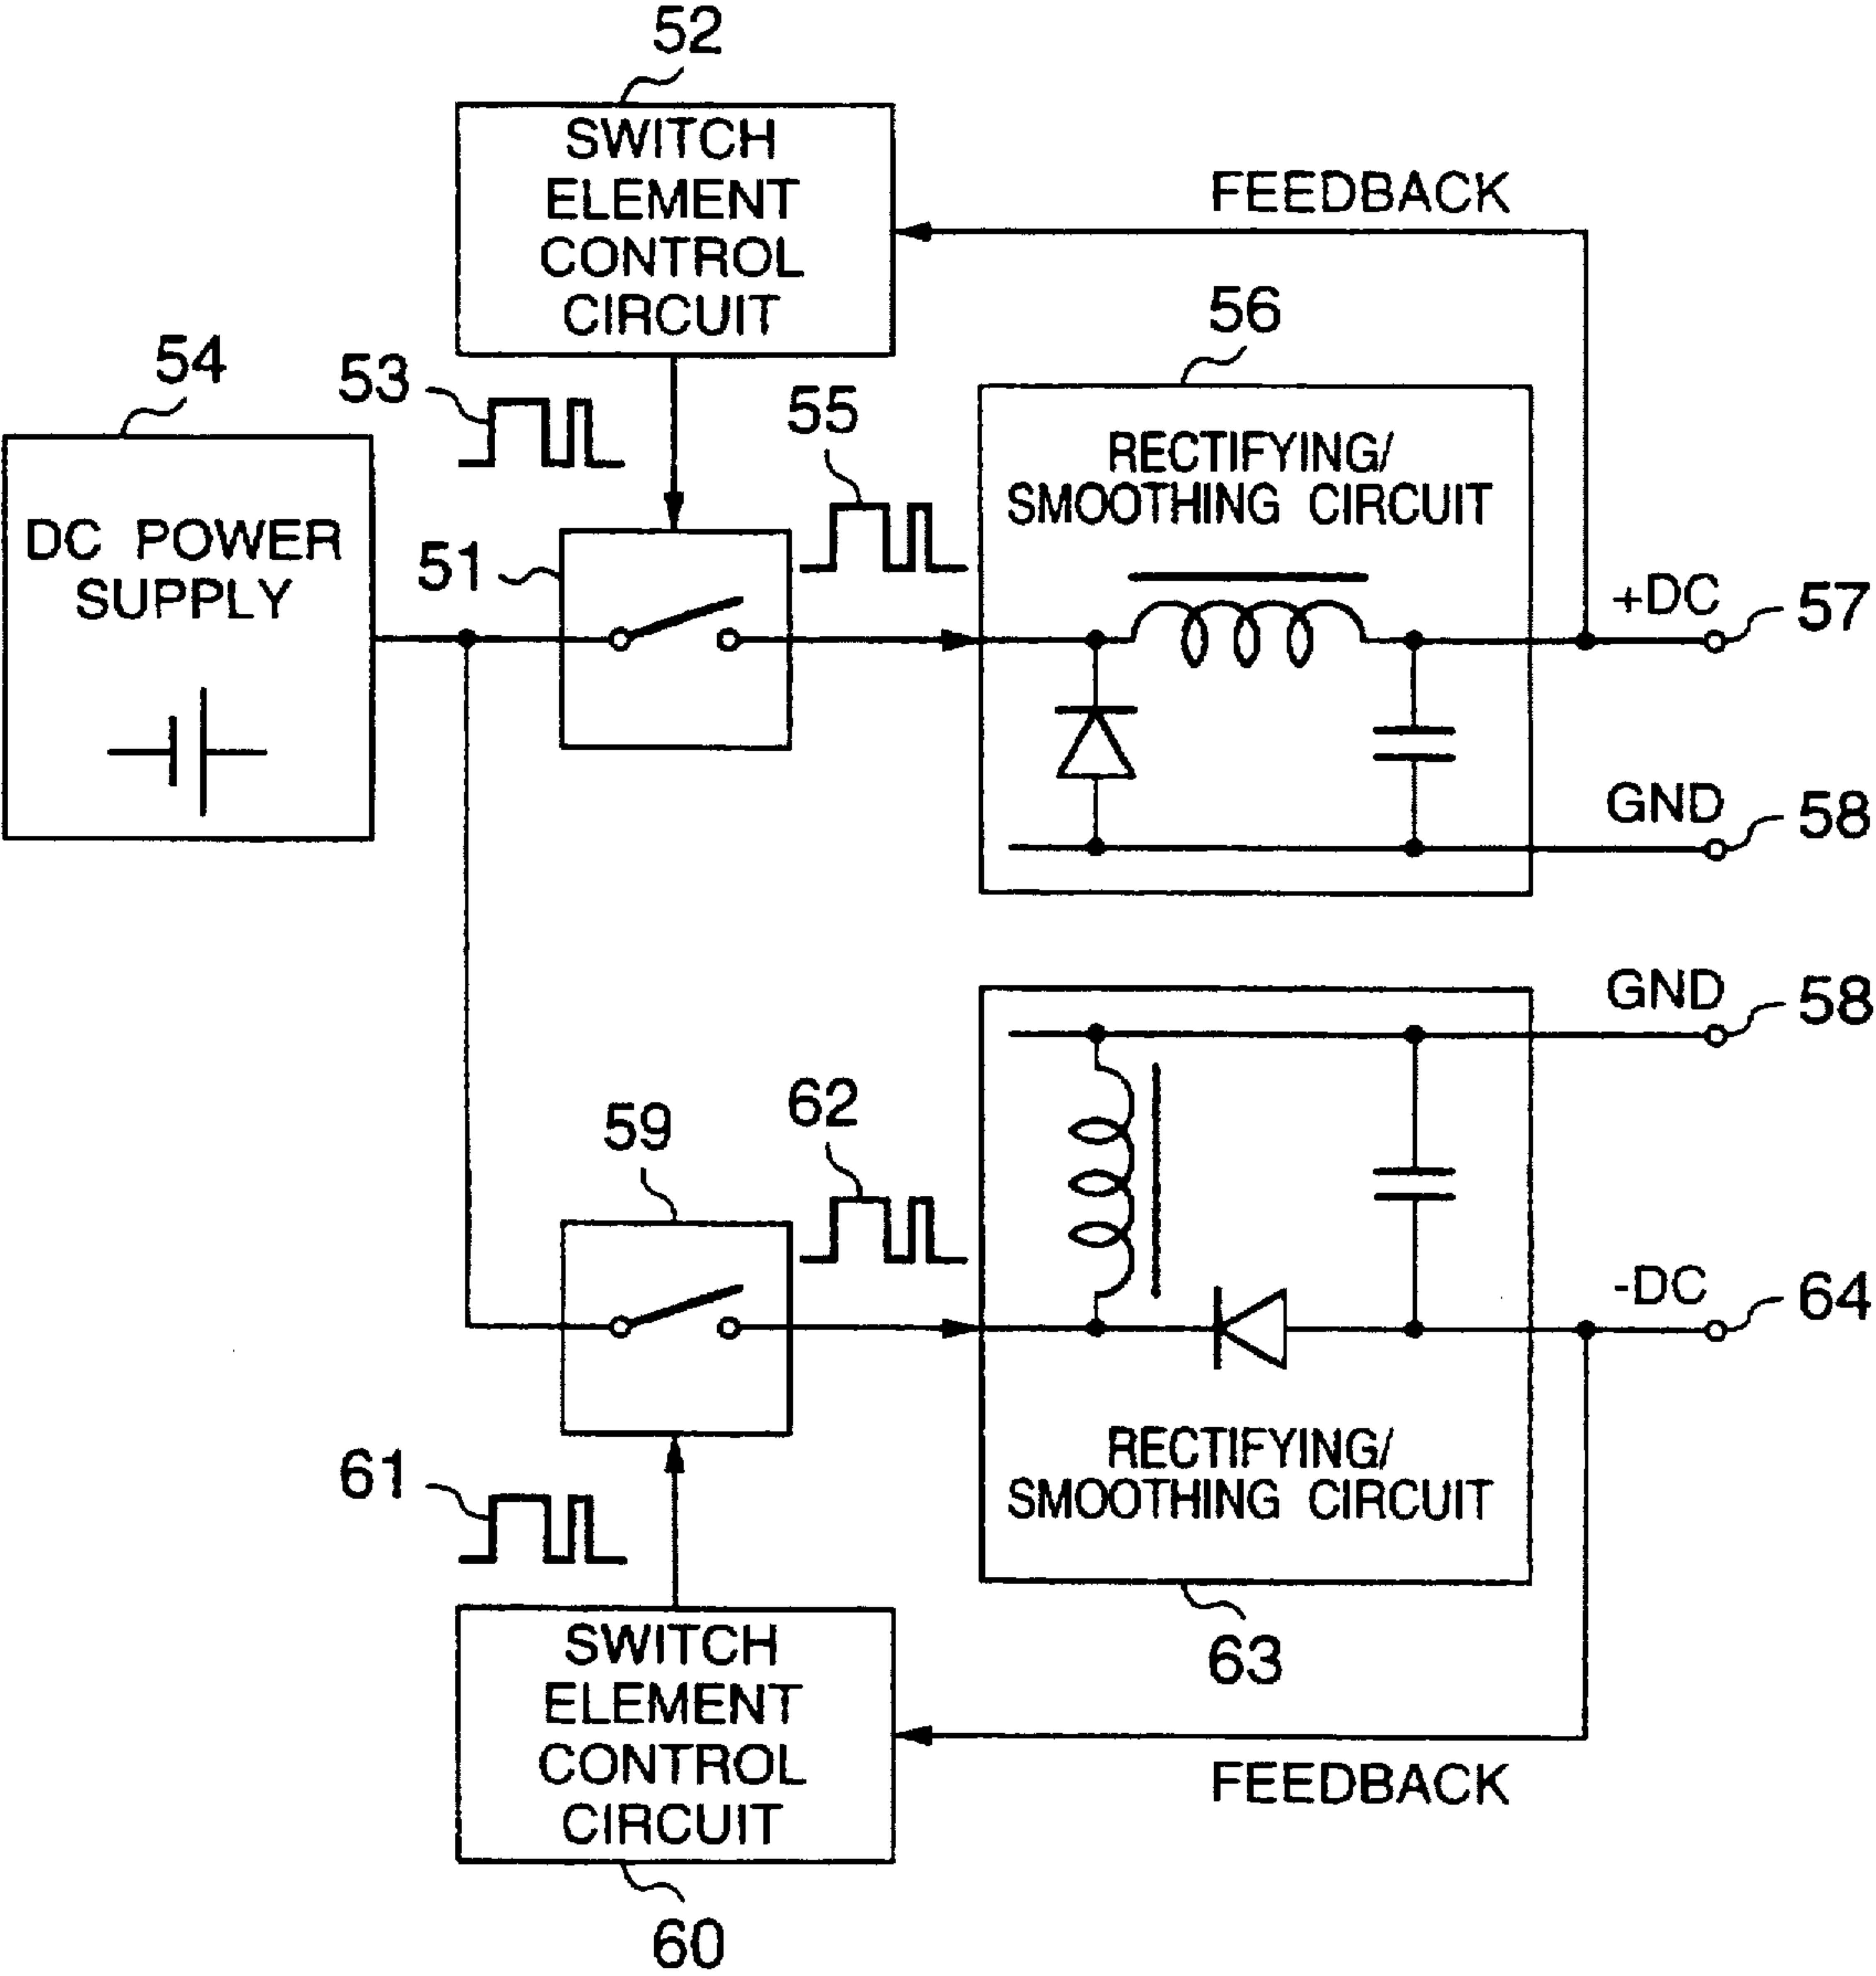 52
SWITCH
ELEMENT
CONTROL
CIRCUIT
FEEDBACK
56
54
53
55
RECTIFYING/
SMOOTHING CIRCUIT
DC POWER
SUPPLY
51
+DC
57
GND
58
GND
58
62
59
-DC
64
61
RECTIFYING/
SMOOTHING CIRCUIT
63
SWITCH
ELEMENT
CONTROL
CIRCUIT
FEEDBACK
60